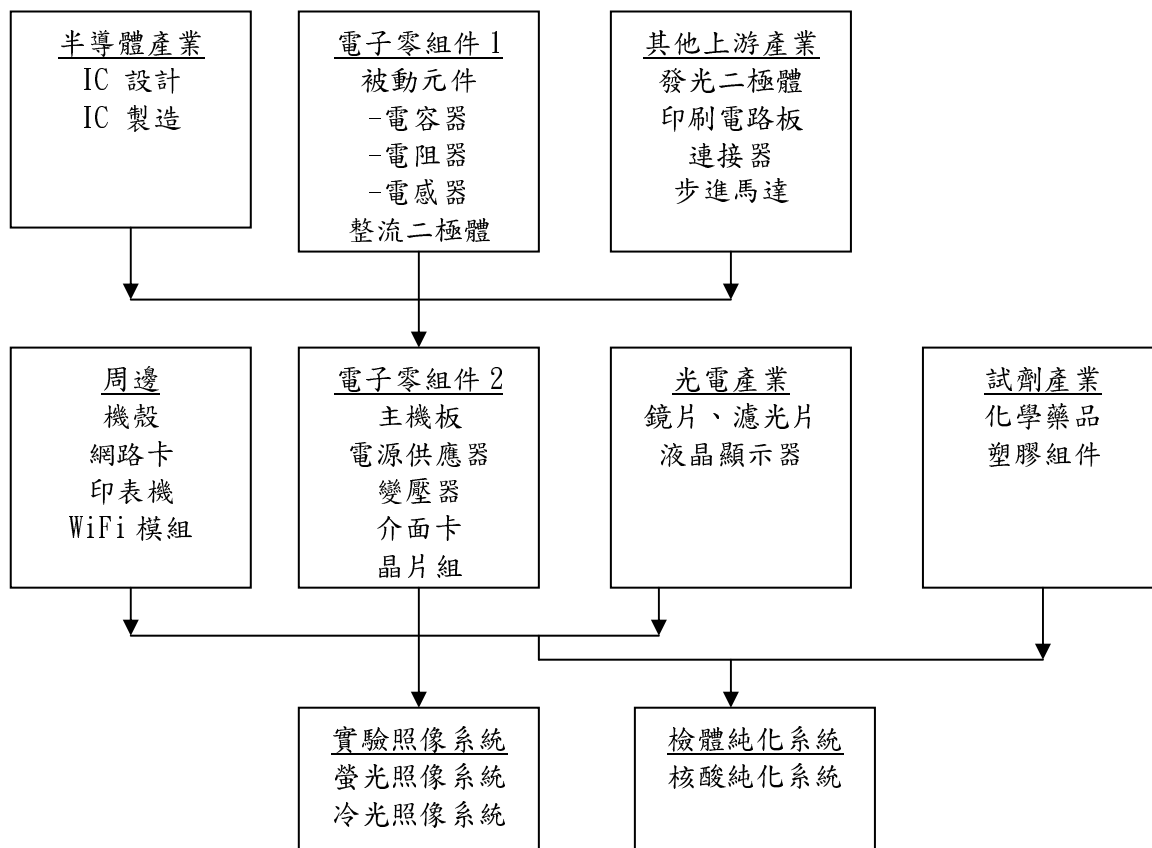 半導體產業
IC 設計
IC 製造
電子零組件 1
被動元件
-電容器
-電阻器
-電感器
整流二極體
其他上游產業
發光二極體
印刷電路板
連接器
步進馬達
周邊
機殼
網路卡
印表機
WiFi 模組
電子零組件 2
主機板
電源供應器
變壓器
介面卡
晶片組
光電產業
鏡片、濾光片
液晶顯示器
試劑產業
化學藥品
塑膠組件
實驗照像系統
螢光照像系統
冷光照像系統
檢體純化系統
核酸純化系統